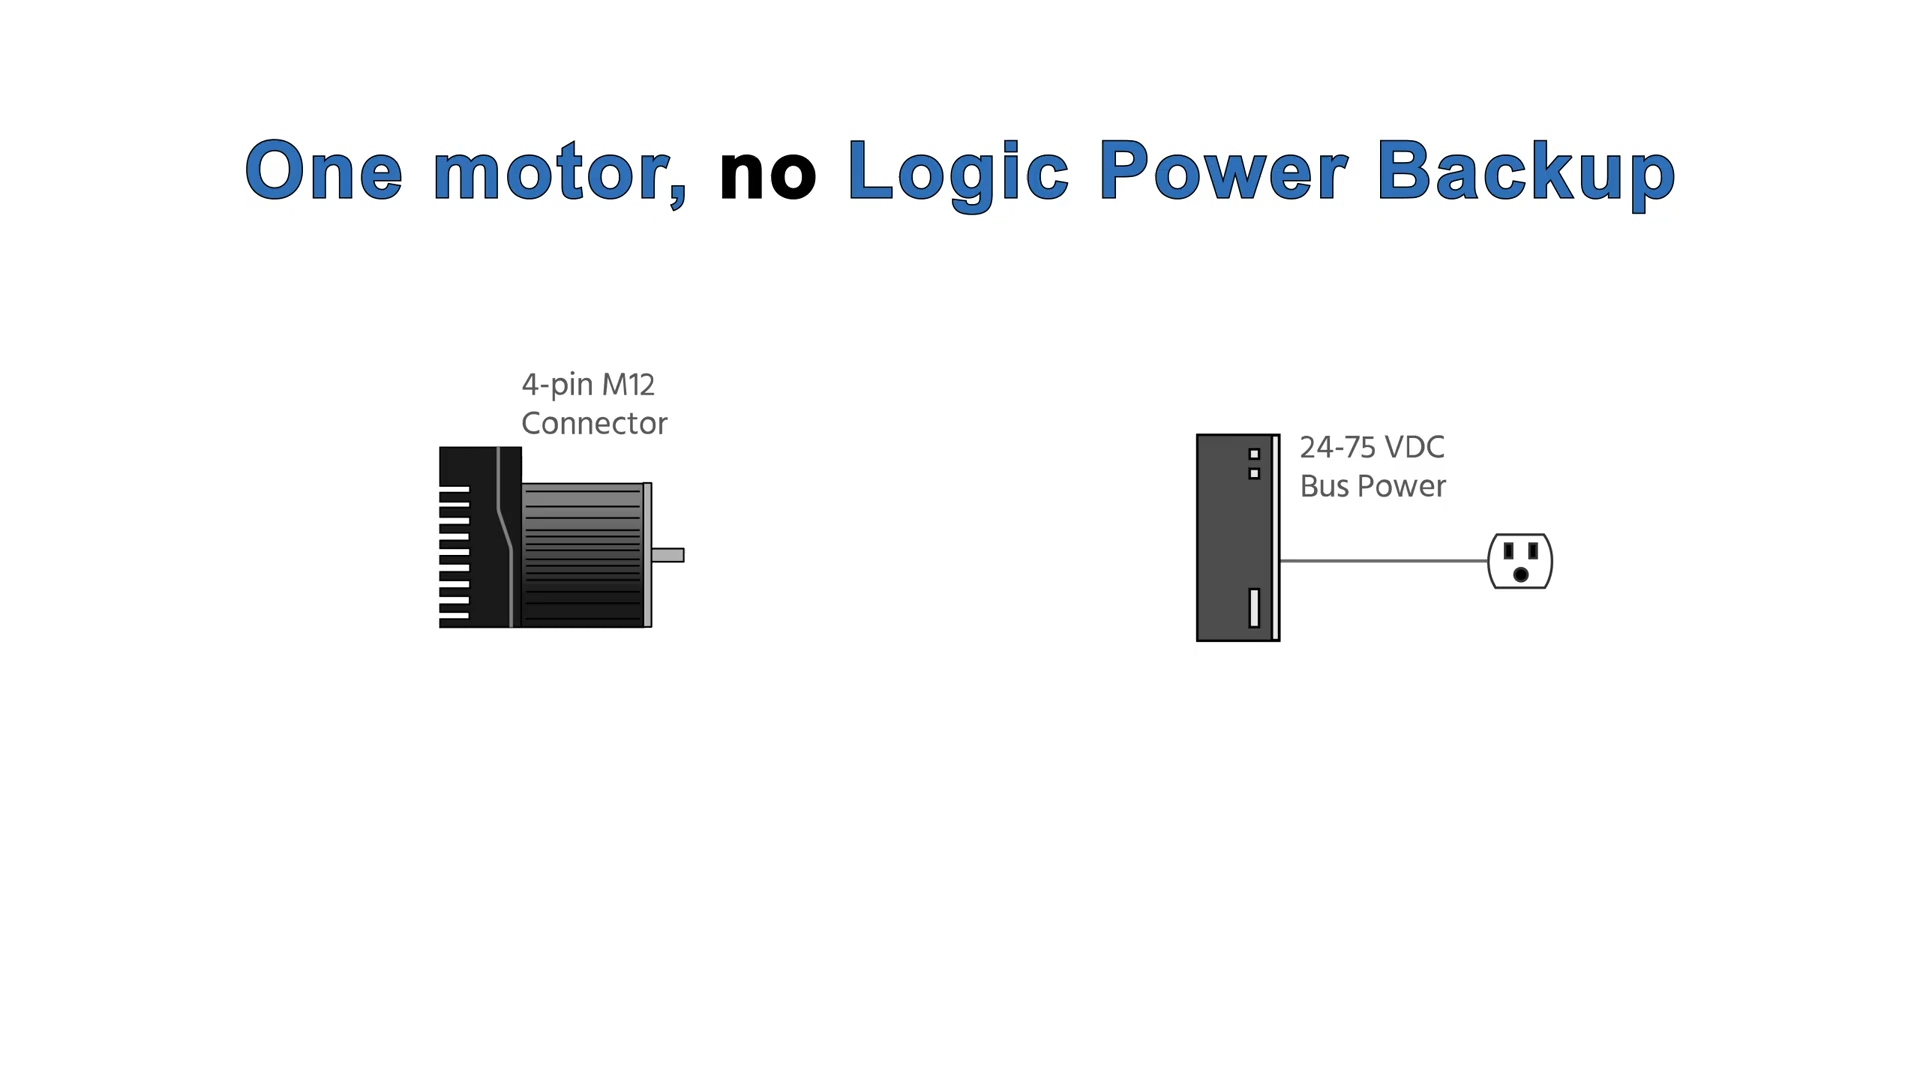 One motor, no Logic Power Backup
4-pin M12
Connector
24-75 VDC
Bus Power